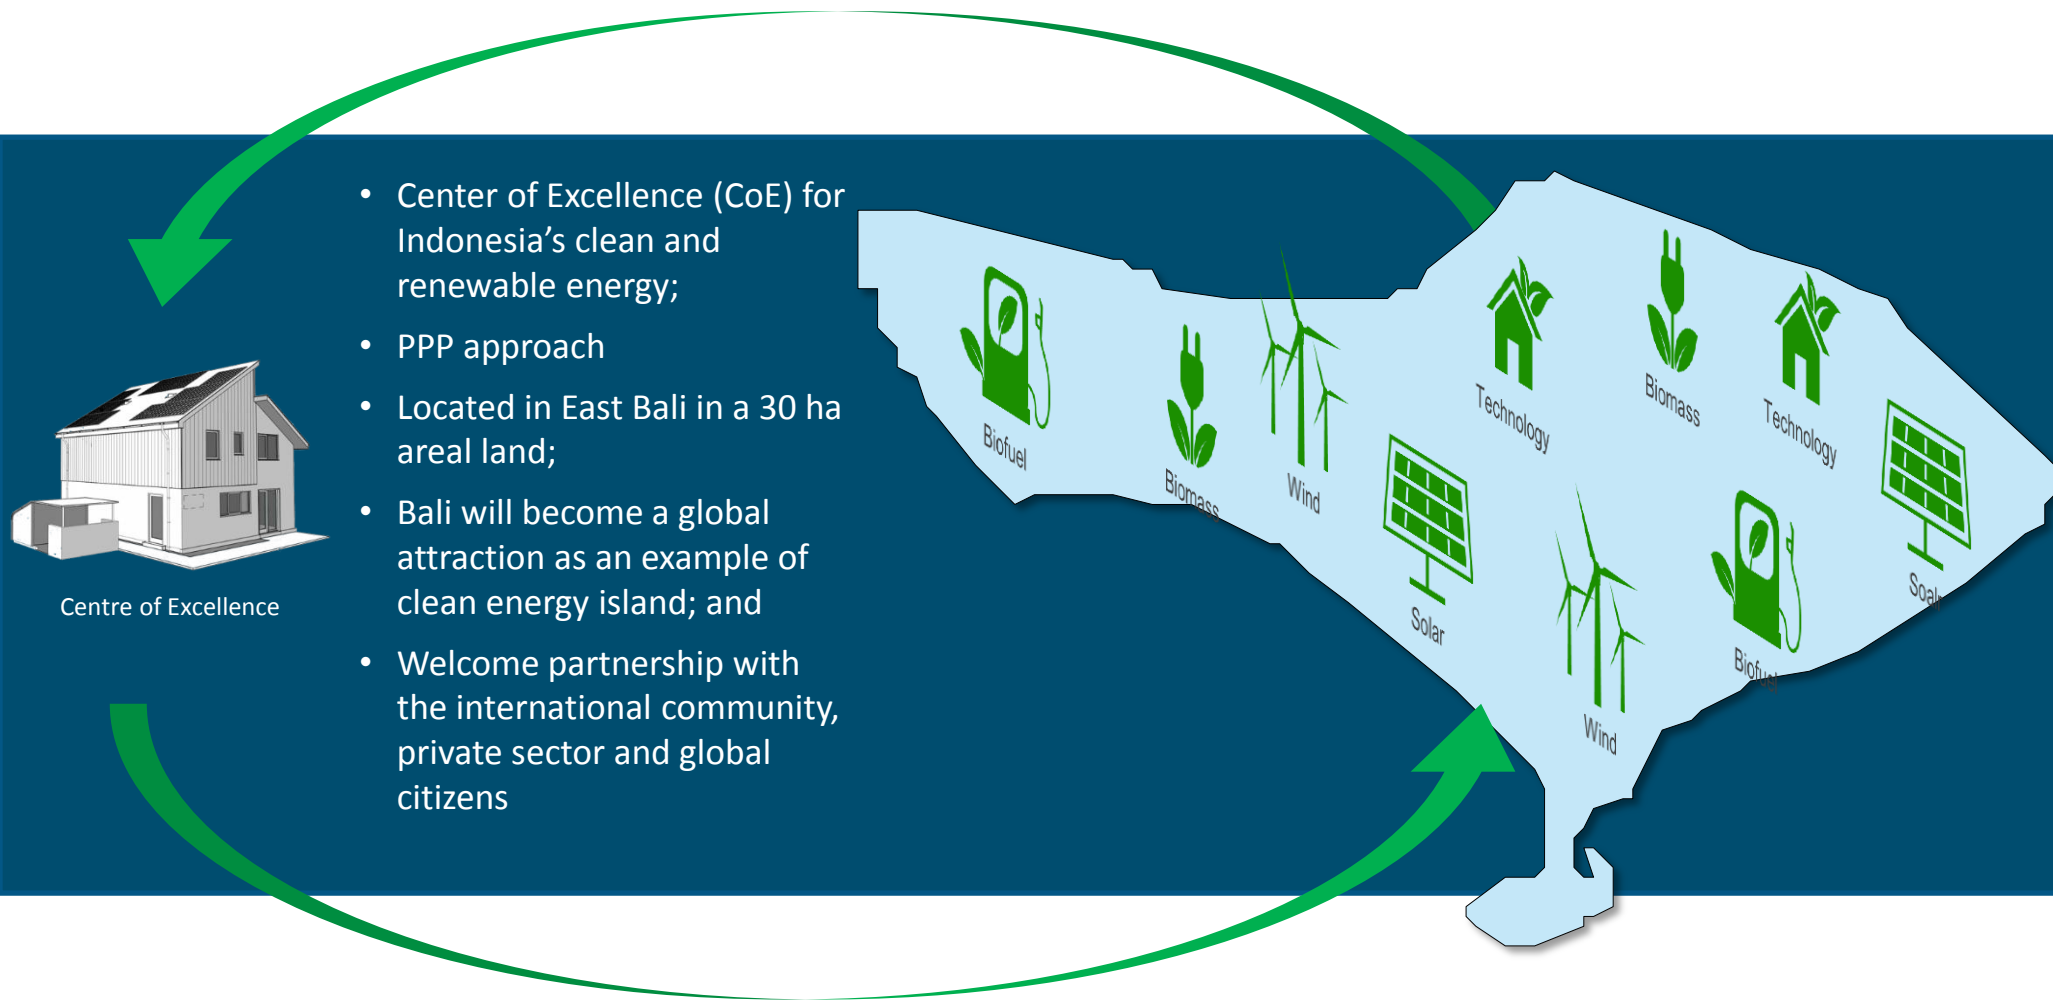 • Center of Excellence (CoE) for
Indonesia’s clean and
renewable energy;
• PPP approach
• Located in East Bali in a 30 ha
areal land;
• Bali will become a global
attraction as an example of
clean energy island; and
• Welcome partnership with
the international community,
private sector and global
citizens
Centre of Excellence
Biofuel
Biomass
Wind
Solar
Technology
Biomass
Technology
Soalr
Wind
Biofuel